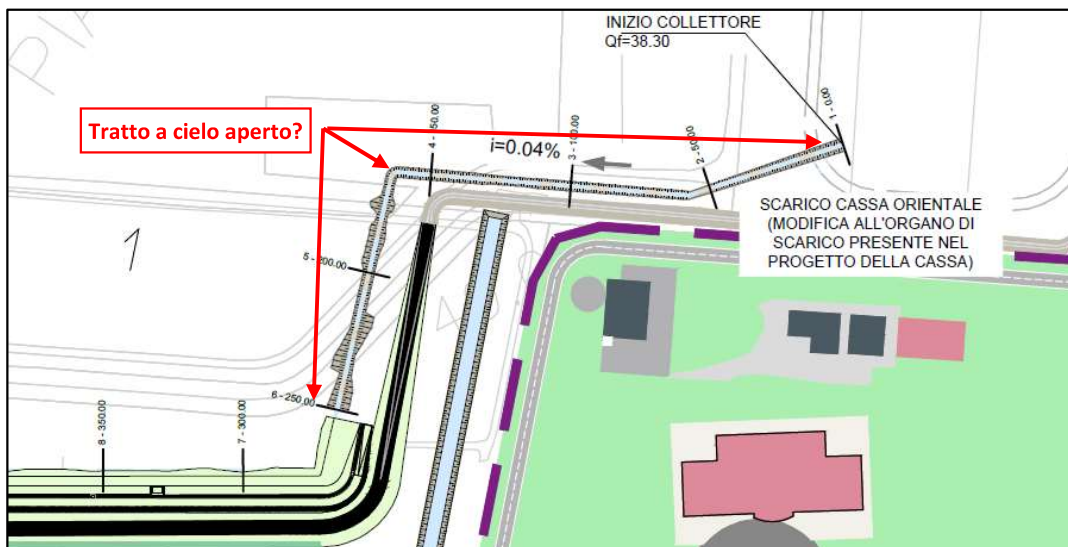 INIZIO COLLETTORE
Qf=38.30
PIA
Tratto a cielo aperto?
4 - 150.00
i=0.04%
3 - 100.00
2 - 50.00
1 - 0.00
SCARICO CASSA ORIENTALE
(MODIFICA ALL'ORGANO DI
SCARICO PRESENTE NEL
PROGETTO DELLA CASSA)
1
5 - 200.00
6 - 250.00
8 - 350.00
7 - 300.00